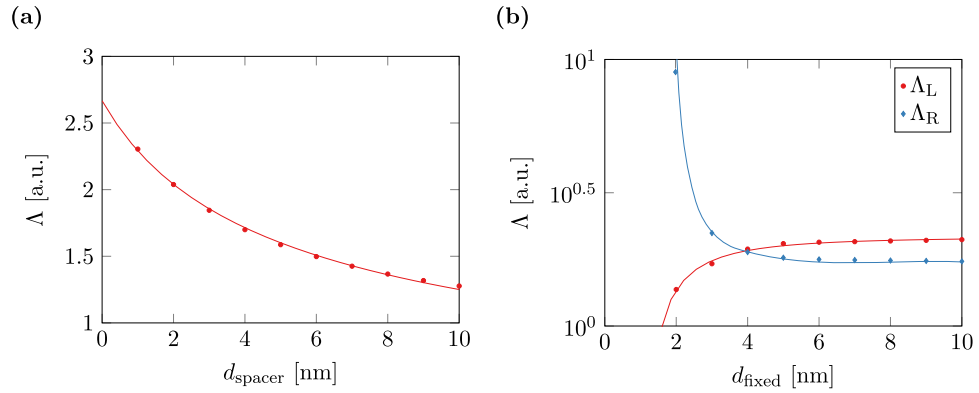 (a)
3
2.5
2
1.5
1
0 2 4 6 8 10
Λ [a.u.]
d_spacer [nm]
(b)
10^1
10^0.5
10^0
0 2 4 6 8 10
Λ [a.u.]
d_fixed [nm]
Λ_L
Λ_R